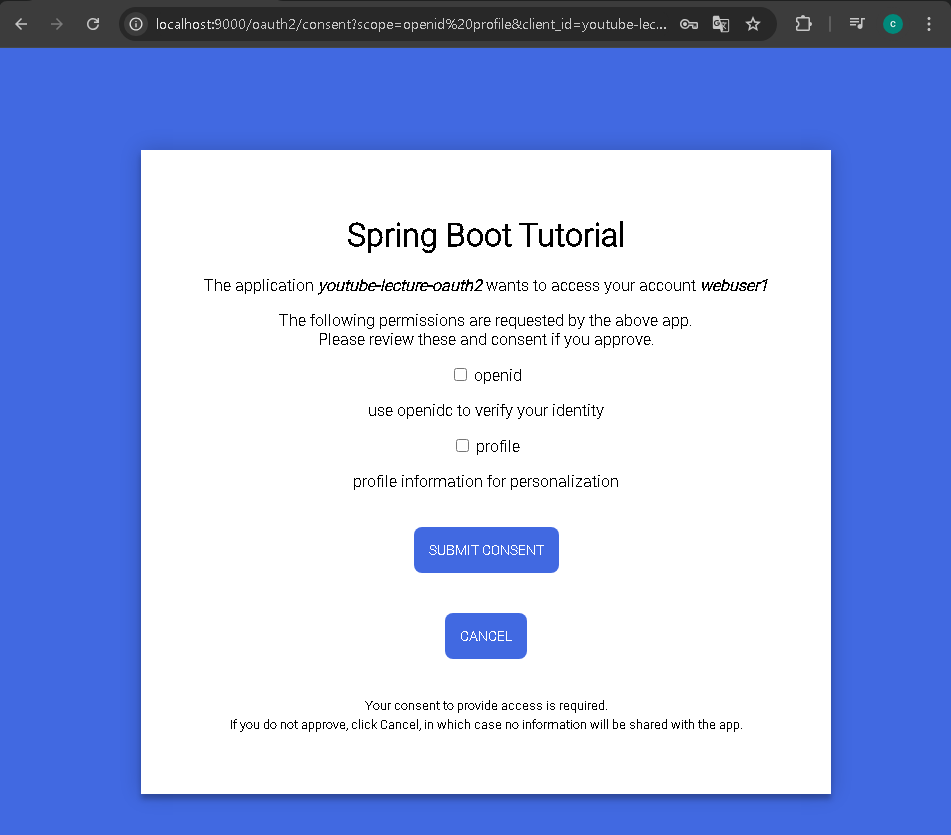 localhost:9000/oauth2/consent?scope=openid%20profile&client_id=youtube-lec...
c
Spring Boot Tutorial
The application youtube-lecture-oauth2 wants to access your account webuser1
The following permissions are requested by the above app.
Please review these and consent if you approve.
openid
use openidc to verify your identity
profile
profile information for personalization
SUBMIT CONSENT
CANCEL
Your consent to provide access is required.
If you do not approve, click Cancel, in which case no information will be shared with the app.